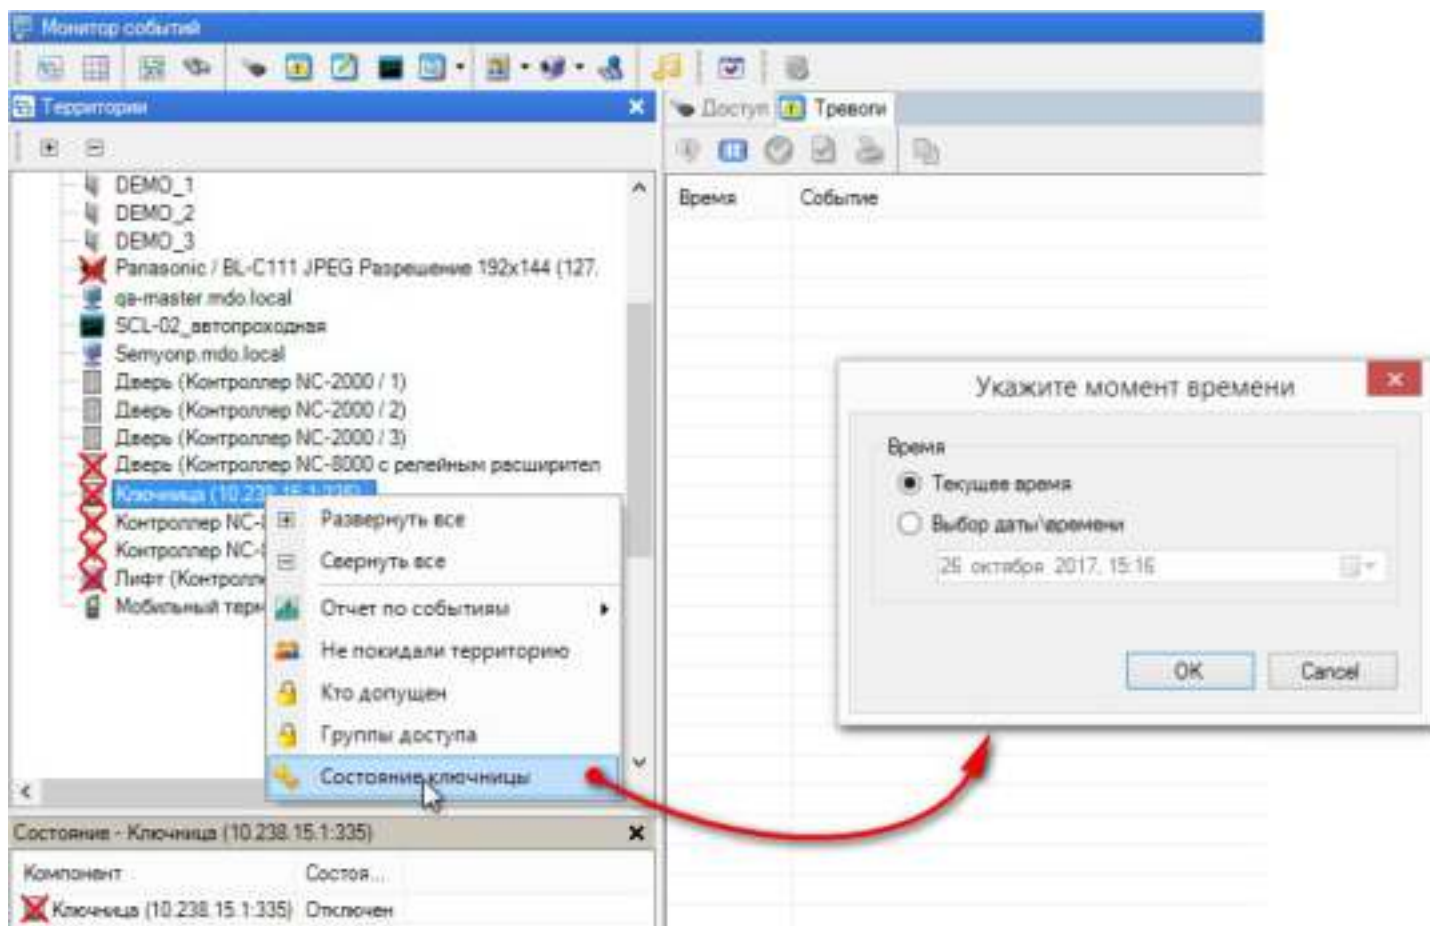 Монитор событий
Территории
Доступ
Тревоги
DEMO_1
DEMO_2
DEMO_3
Panasonic / BL-C111 JPEG Разрешение 192x144 (127.
qa-master.mdo.local
SCL-02_автопроходная
Semyonp.mdo.local
Дверь (Контроллер NC-2000 / 1)
Дверь (Контроллер NC-2000 / 2)
Дверь (Контроллер NC-2000 / 3)
Дверь (Контроллер NC-8000 с релейным расширител
Ключница (10.238.15.1:335)
Контроллер NC-
Контроллер NC-
Лифт (Контролл
Мобильный терм
Развернуть все
Свернуть все
Отчет по событиям
Не покидали территорию
Кто допущен
Группы доступа
Состояние ключницы
Состояние - Ключница (10.238.15.1:335)
Компонент Состоя...
Ключница (10.238.15.1:335) Отключен
Время Событие
Укажите момент времени
Время
Текущее время
Выбор даты\времени
26 октября 2017, 15:16
OK Cancel